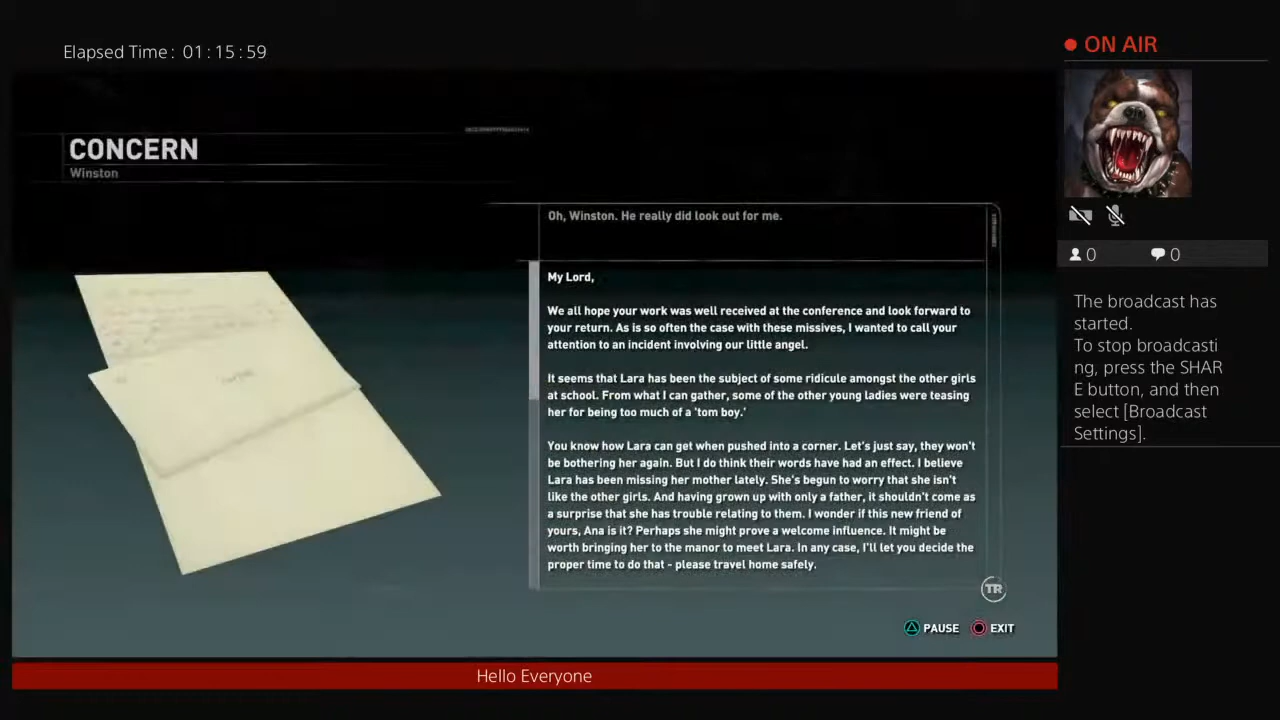 Elapsed Time: 01:15:59
ON AIR
CONCERN
Winston
Oh, Winston. He really did look out for me.
0
0
My Lord,
We all hope your work was well received at the conference and look forward to
your return. As is so often the case with these missives, I wanted to call your
attention to an incident involving our little angel.
It seems that Lara has been the subject of some ridicule amongst the other girls
at school. From what I can gather, some of the other young ladies were teasing
her for being too much of a 'tom boy.'
You know how Lara can get when pushed into a corner. Let's just say, they won't
be bothering her again. But I do think their words have had an effect. I believe
Lara has been missing her mother lately. She's begun to worry that she isn't
like the other girls. And having grown up with only a father, it shouldn't come as
a surprise that she has trouble relating to them. I wonder if this new friend of
yours, Ana is it? Perhaps she might prove a welcome influence. It might be
worth bringing her to the manor to meet Lara. In any case, I'll let you decide the
proper time to do that - please travel home safely.
TR
PAUSE EXIT
The broadcast has
started.
To stop broadcasti
ng, press the SHAR
E button, and then
select [Broadcast
Settings].
Hello Everyone